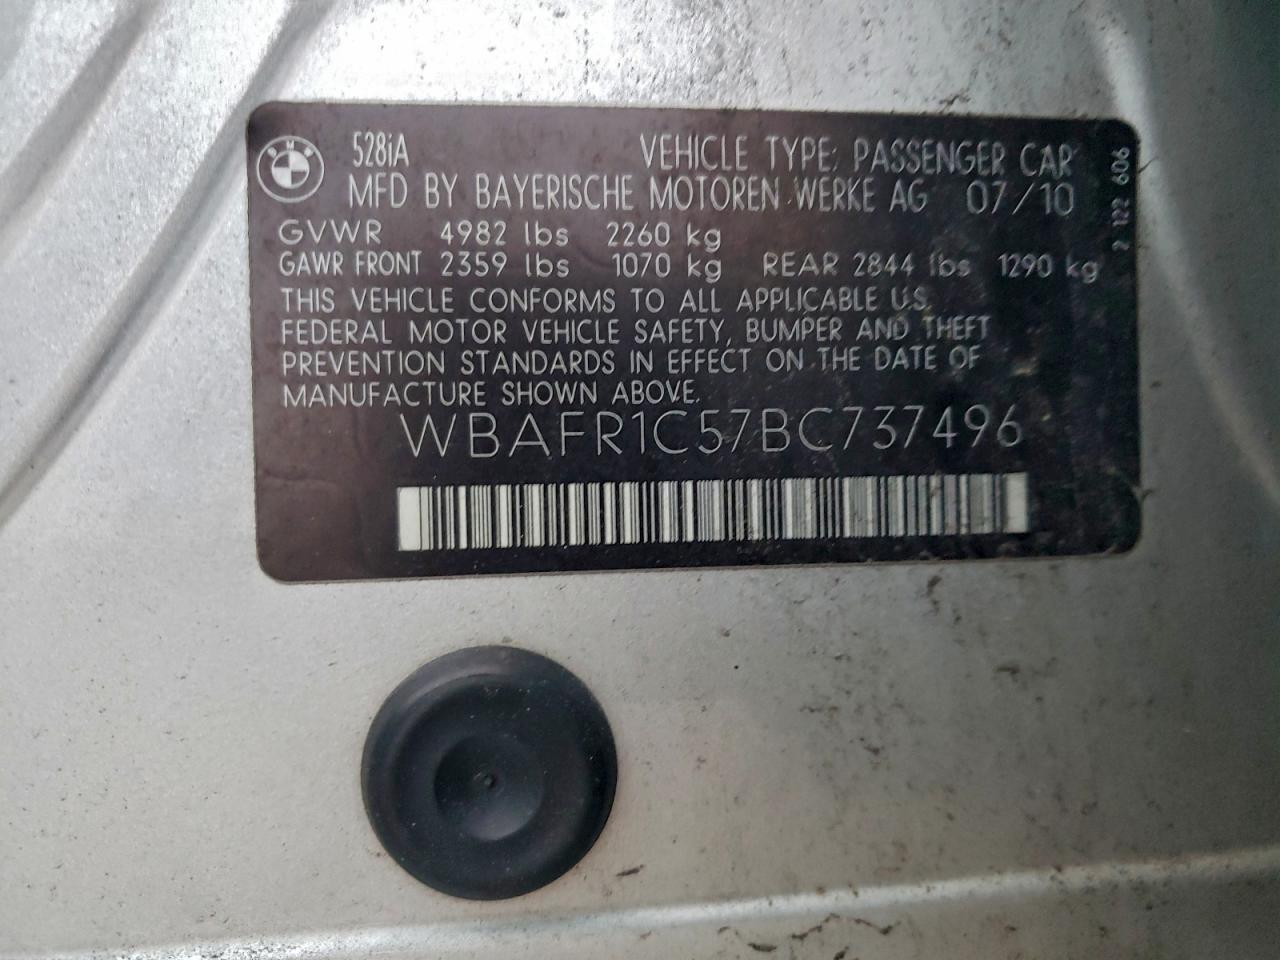 BMW
528iA
VEHICLE TYPE: PASSENGER CAR
MFD BY BAYERISCHE MOTOREN WERKE AG 07/10
GVWR 4982 lbs 2260 kg
GAWR FRONT 2359 lbs 1070 kg REAR 2844 lbs 1290 kg
THIS VEHICLE CONFORMS TO ALL APPLICABLE U.S.
FEDERAL MOTOR VEHICLE SAFETY, BUMPER AND THEFT
PREVENTION STANDARDS IN EFFECT ON THE DATE OF
MANUFACTURE SHOWN ABOVE.
WBAFR1C57BC737496
2 122 606